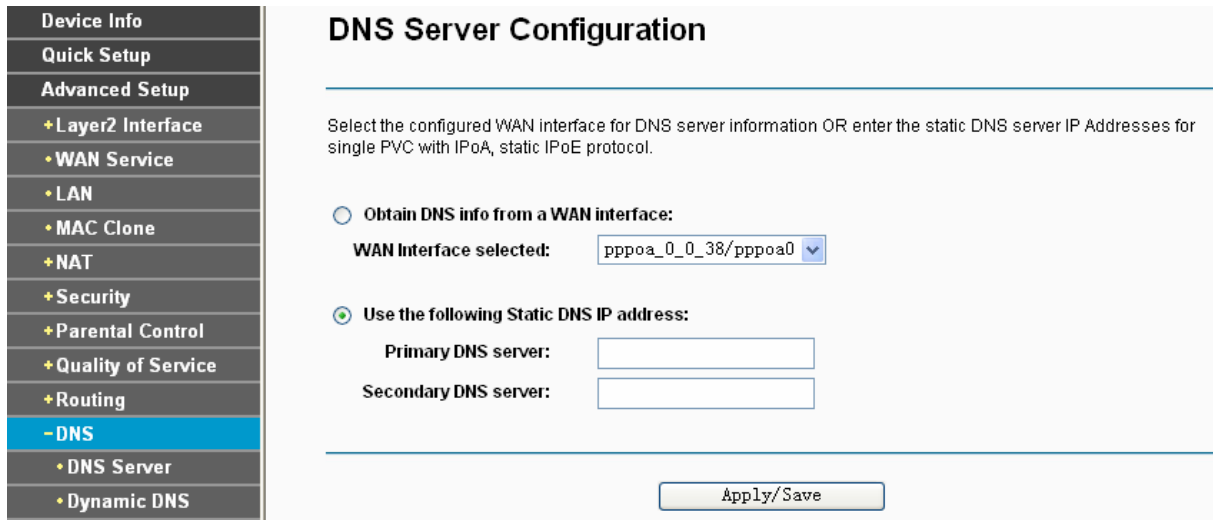 Device Info
Quick Setup
Advanced Setup
+Layer2 Interface
•WAN Service
•LAN
•MAC Clone
+NAT
+Security
+Parental Control
+Quality of Service
+Routing
-DNS
•DNS Server
•Dynamic DNS
DNS Server Configuration
Select the configured WAN interface for DNS server information OR enter the static DNS server IP Addresses for
single PVC with IPoA, static IPoE protocol.
Obtain DNS info from a WAN interface:
WAN Interface selected: pppoa_0_0_38/pppoa0
Use the following Static DNS IP address:
Primary DNS server:
Secondary DNS server:
Apply/Save